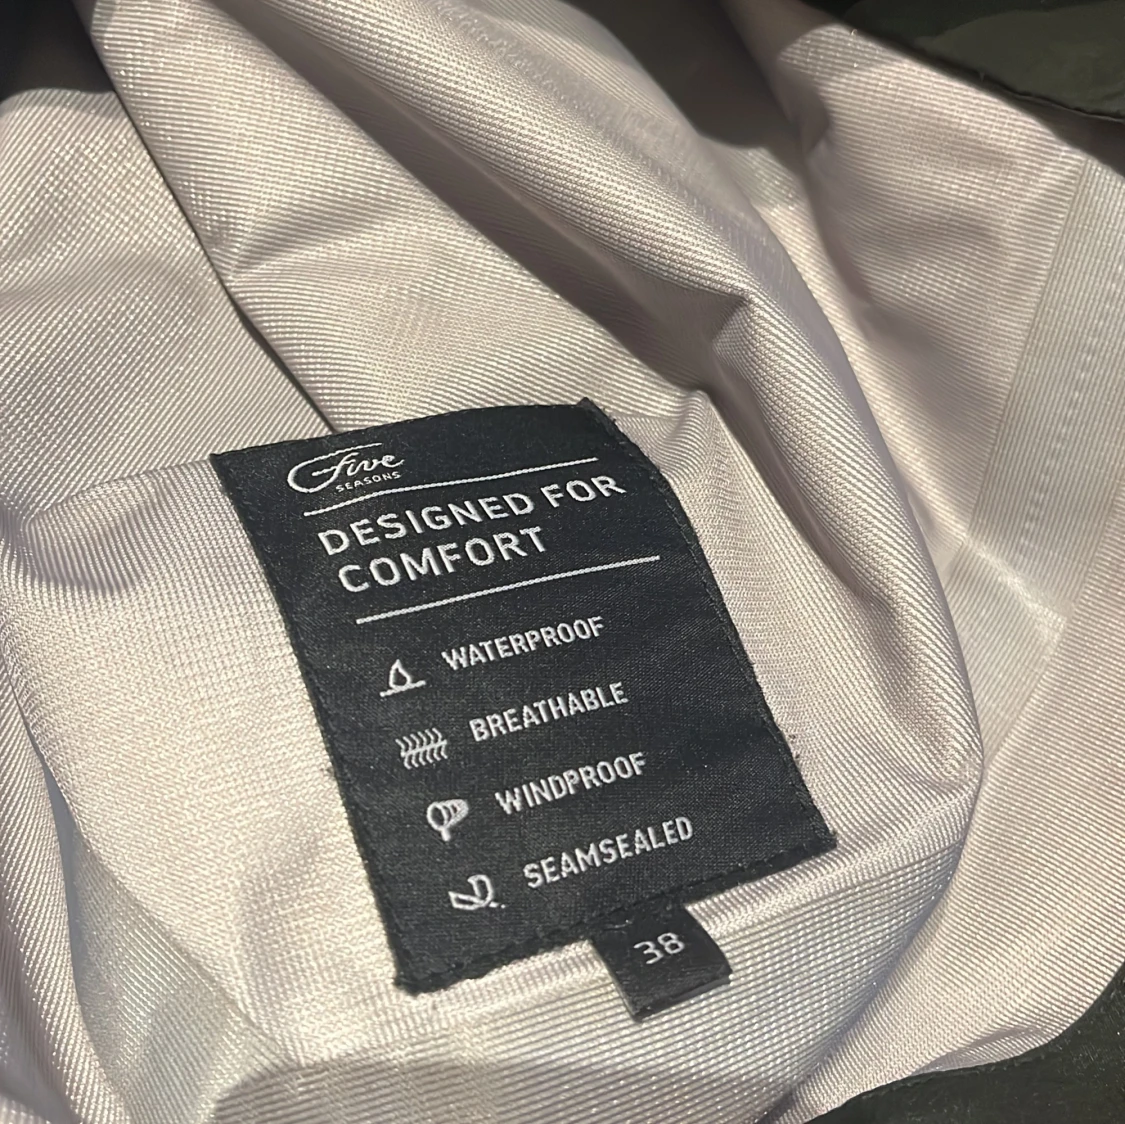 Five
SEASONS
DESIGNED FOR
COMFORT
WATERPROOF
BREATHABLE
WINDPROOF
SEAMSEALED
38